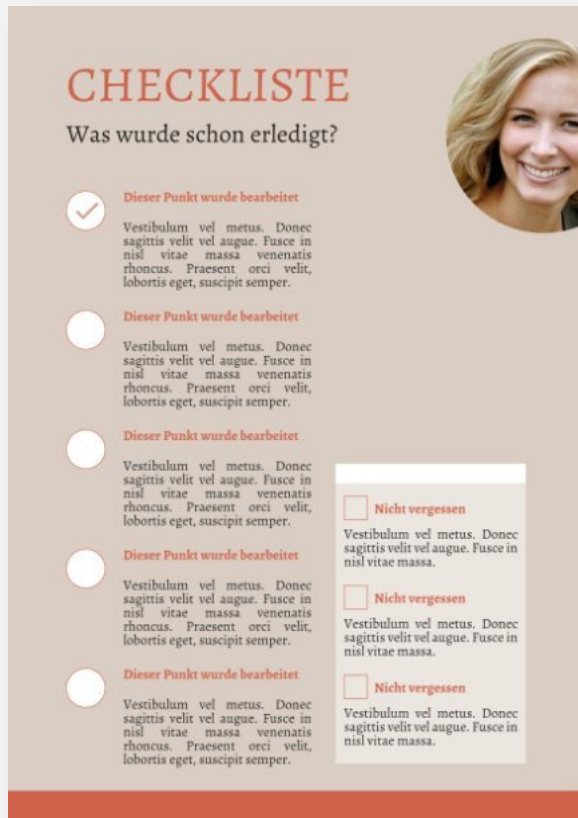 CHECKLISTE
Was wurde schon erledigt?
Dieser Punkt wurde bearbeitet
Vestibulum vel metus. Donec
sagittis velit vel augue. Fusce in
nisl vitae massa venenatis
rhoncus. Praesent orci velit,
lobortis eget, suscipit semper.
Dieser Punkt wurde bearbeitet
Vestibulum vel metus. Donec
sagittis velit vel augue. Fusce in
nisl vitae massa venenatis
rhoncus. Praesent orci velit,
lobortis eget, suscipit semper.
Dieser Punkt wurde bearbeitet
Vestibulum vel metus. Donec
sagittis velit vel augue. Fusce in
nisl vitae massa venenatis
rhoncus. Praesent orci velit,
lobortis eget, suscipit semper.
Dieser Punkt wurde bearbeitet
Vestibulum vel metus. Donec
sagittis velit vel augue. Fusce in
nisl vitae massa venenatis
rhoncus. Praesent orci velit,
lobortis eget, suscipit semper.
Dieser Punkt wurde bearbeitet
Vestibulum vel metus. Donec
sagittis velit vel augue. Fusce in
nisl vitae massa venenatis
rhoncus. Praesent orci velit,
lobortis eget, suscipit semper.
Nicht vergessen
Vestibulum vel metus. Donec
sagittis velit vel augue. Fusce in
nisl vitae massa.
Nicht vergessen
Vestibulum vel metus. Donec
sagittis velit vel augue. Fusce in
nisl vitae massa.
Nicht vergessen
Vestibulum vel metus. Donec
sagittis velit vel augue. Fusce in
nisl vitae massa.